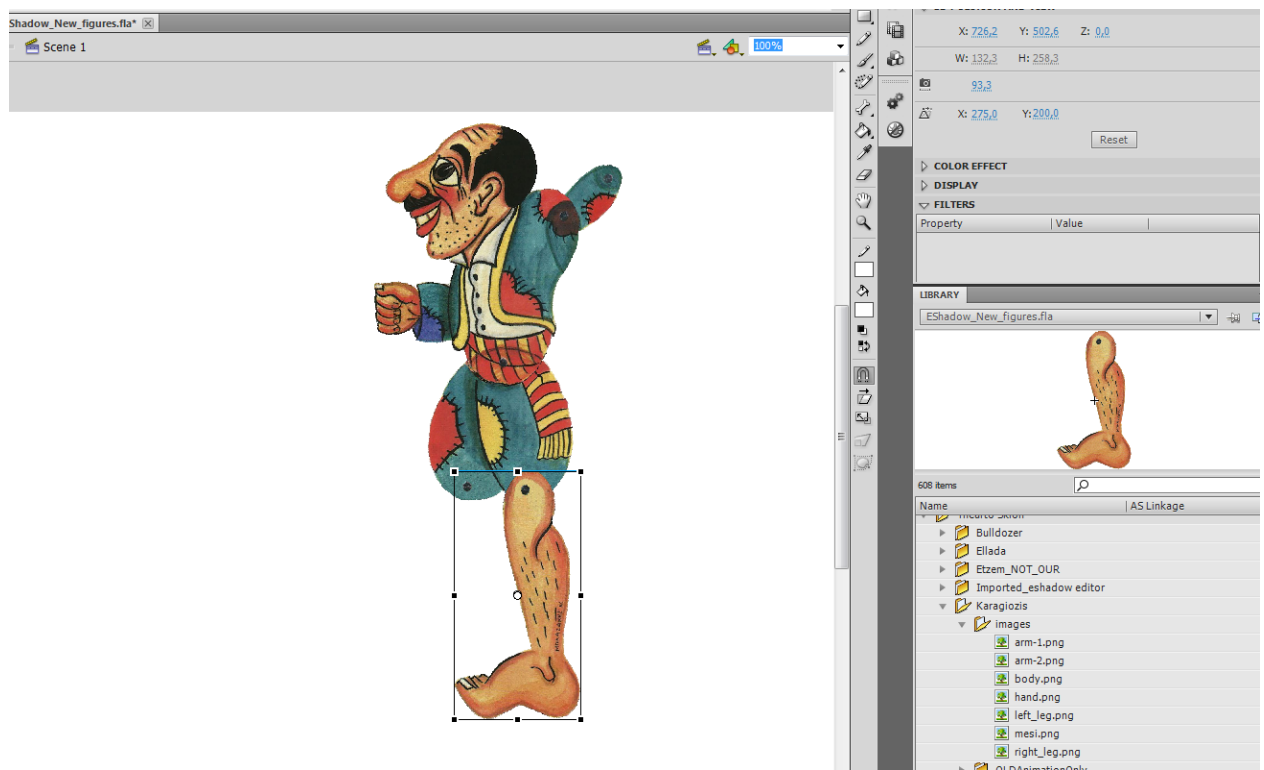 Shadow_New_figures.fla*
Scene 1
100%
X: 726,2 Y: 502,6 Z: 0,0
W: 132,3 H: 258,3
93,3
X: 275,0 Y: 200,0
Reset
COLOR EFFECT
DISPLAY
FILTERS
Property Value
LIBRARY
EShadow_New_figures.fla
608 items
Name AS Linkage
Bulldozer
Ellada
Etzem_NOT_OUR
Imported_eshadow editor
Karagiozis
images
arm-1.png
arm-2.png
body.png
hand.png
left_leg.png
mesi.png
right_leg.png